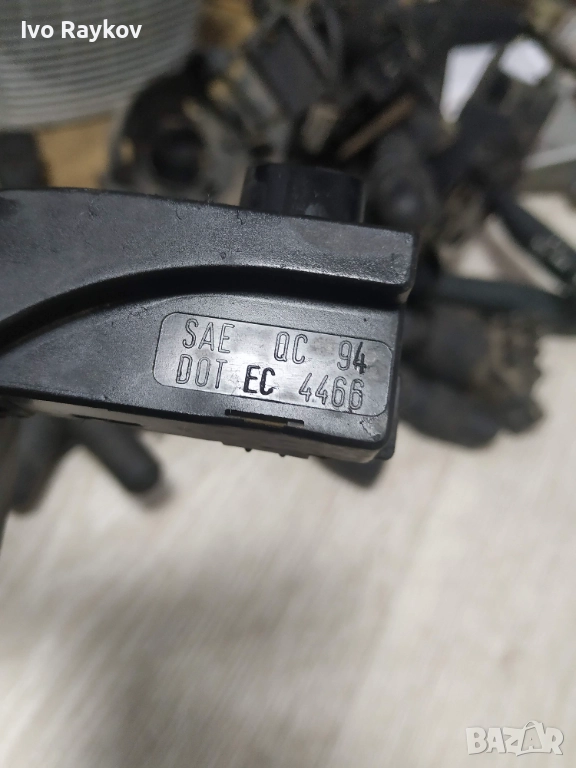 Ivo Raykov
SAE QC 94
DOT EC 4466
BAZAR